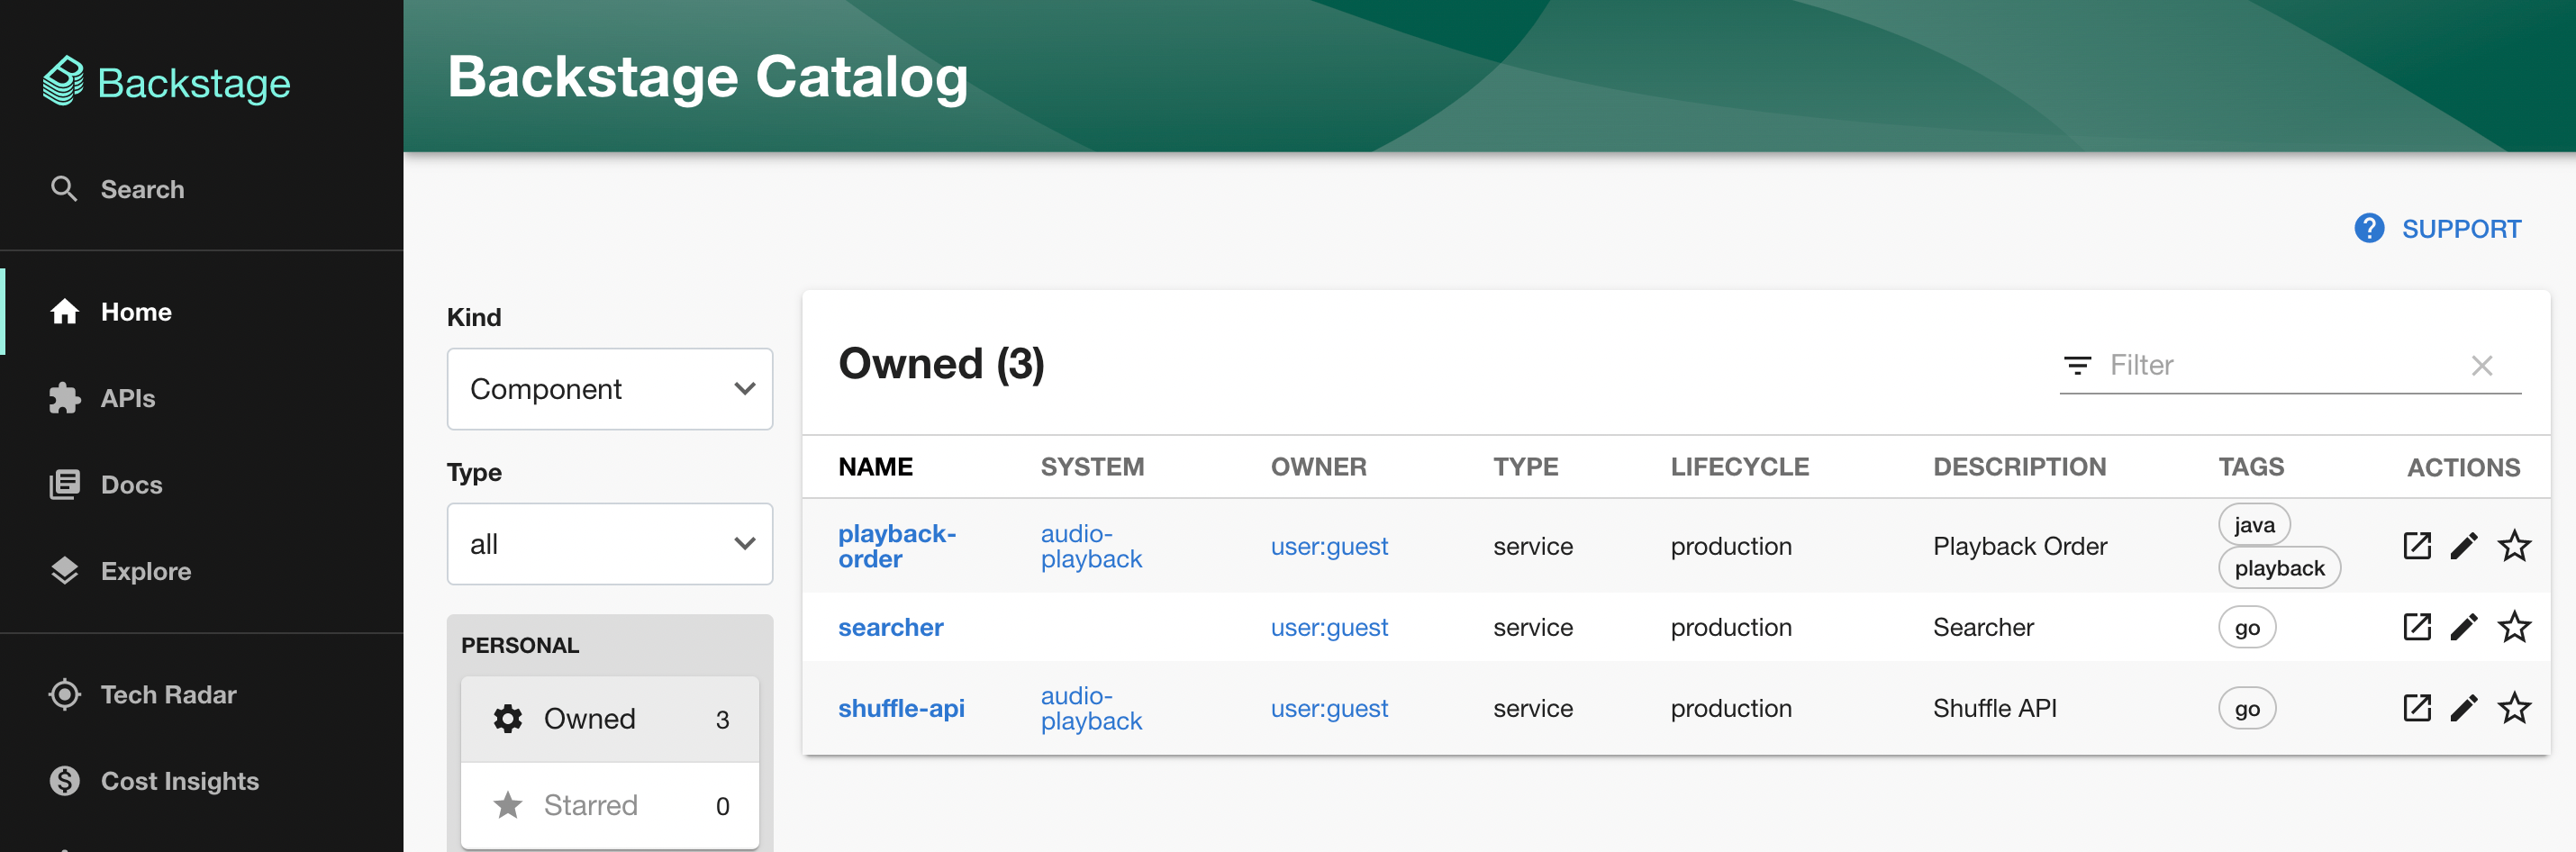 Backstage
Search
Home
APIs
Docs
Explore
Tech Radar
Cost Insights
Backstage Catalog
SUPPORT
Kind
Component
Type
all
PERSONAL
Owned 3
Starred 0
Owned (3)
Filter
NAME SYSTEM OWNER TYPE LIFECYCLE DESCRIPTION TAGS ACTIONS
playback-
order
audio-
playback
user:guest service production Playback Order
java
playback
searcher user:guest service production Searcher go
shuffle-api
audio-
playback
user:guest service production Shuffle API go